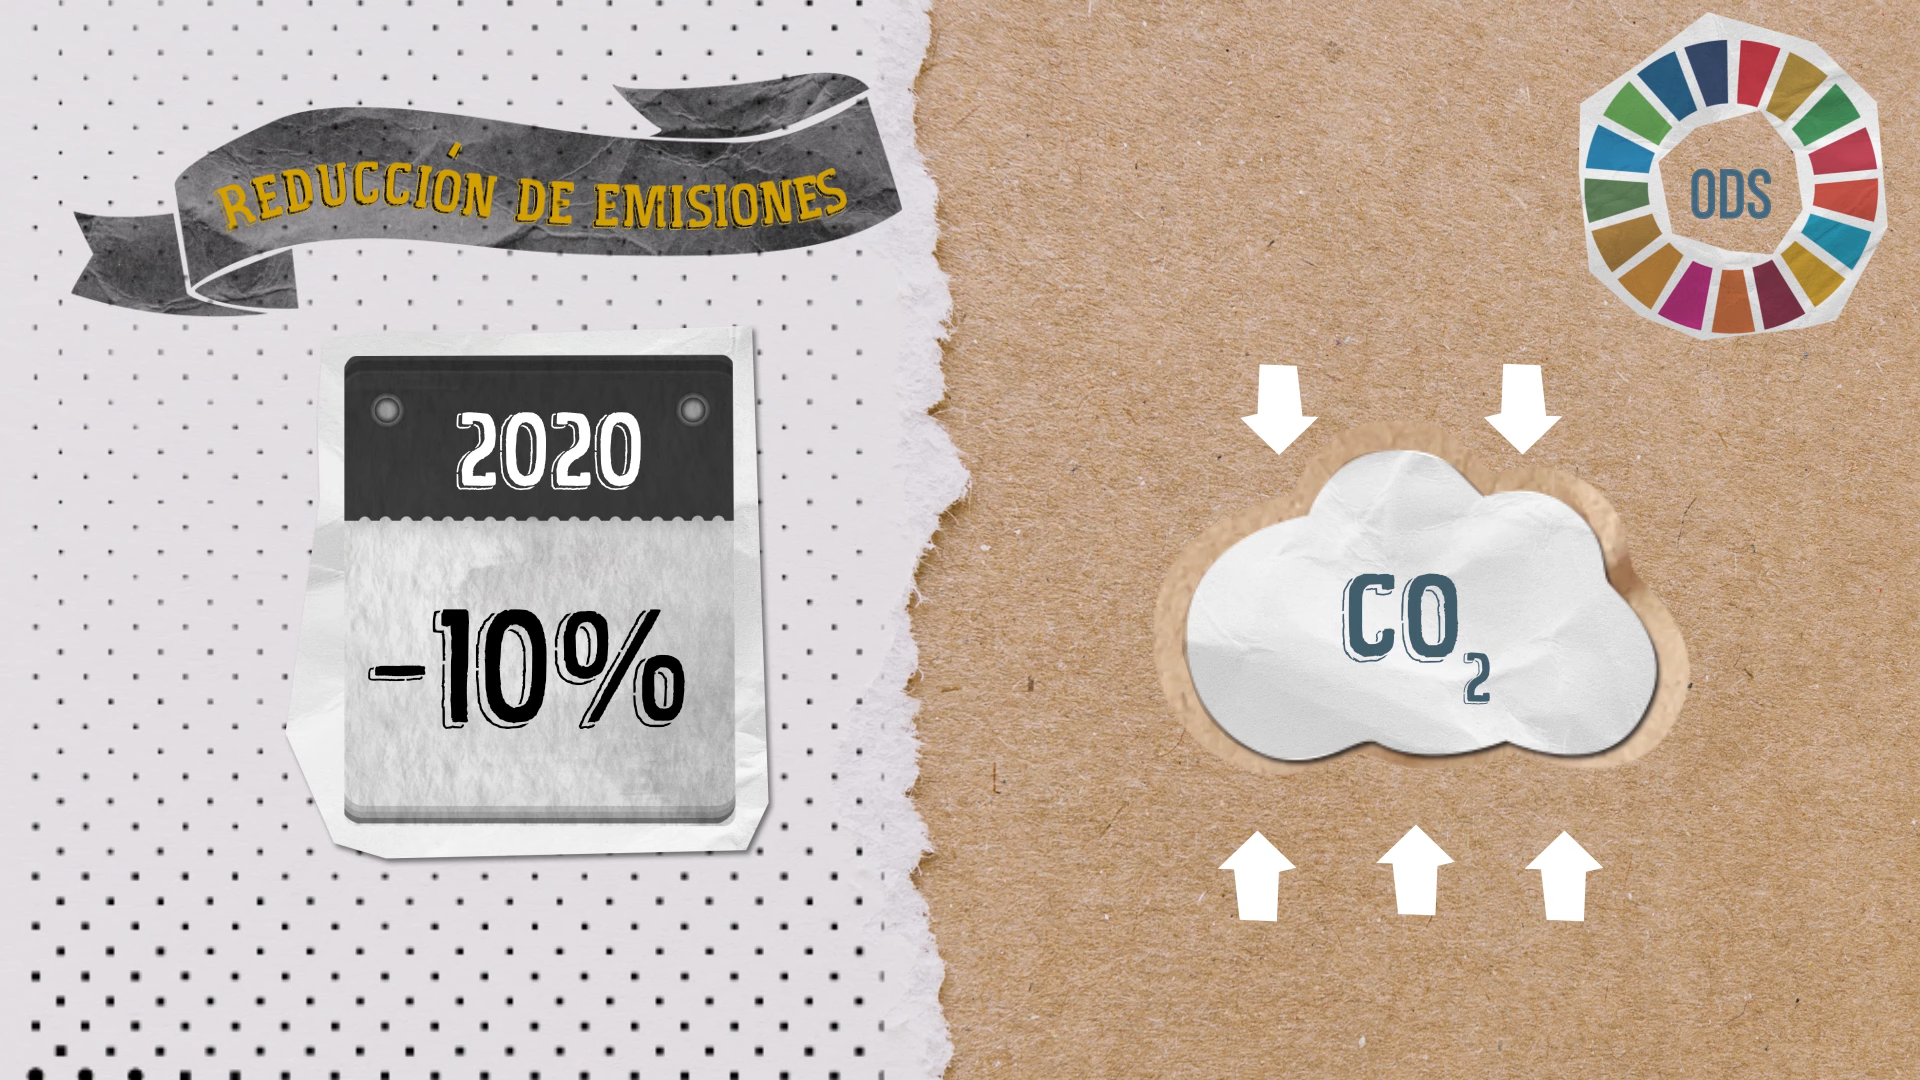 REDUCCIÓN DE EMISIONES
2020
-10%
ODS
CO₂